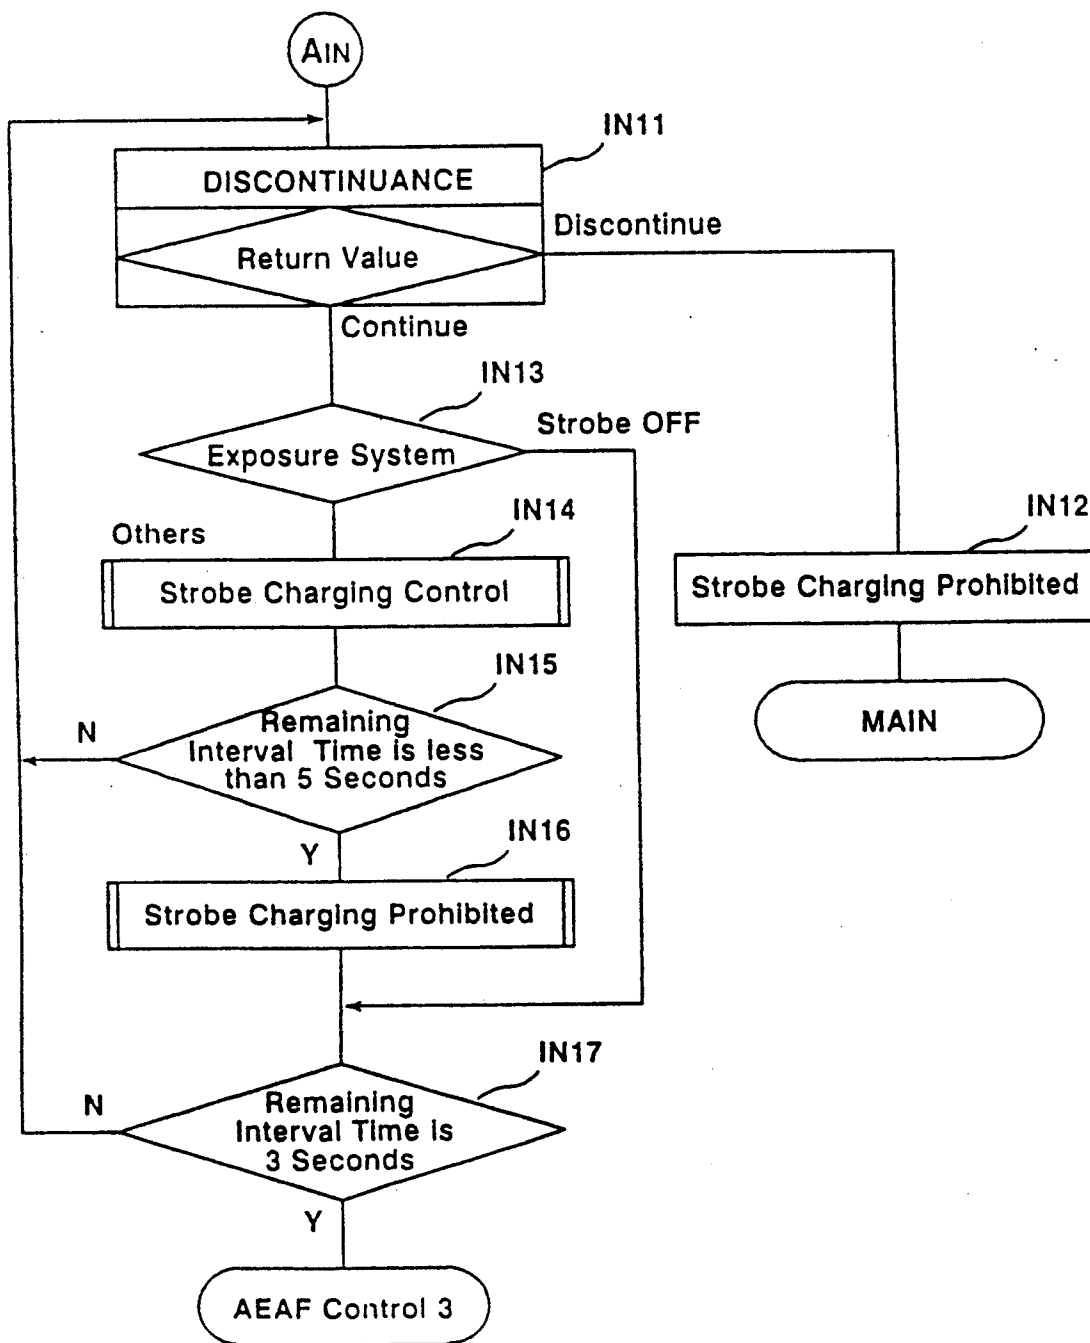 AIN
IN11
DISCONTINUANCE
Discontinue
Return Value
Continue
IN13
Strobe OFF
Exposure System
IN14
IN12
Others
Strobe Charging Control
Strobe Charging Prohibited
IN15
MAIN
N
Remaining
Interval Time is less
than 5 Seconds
IN16
Y
Strobe Charging Prohibited
IN17
N
Remaining
Interval Time is
3 Seconds
Y
AEAF Control 3